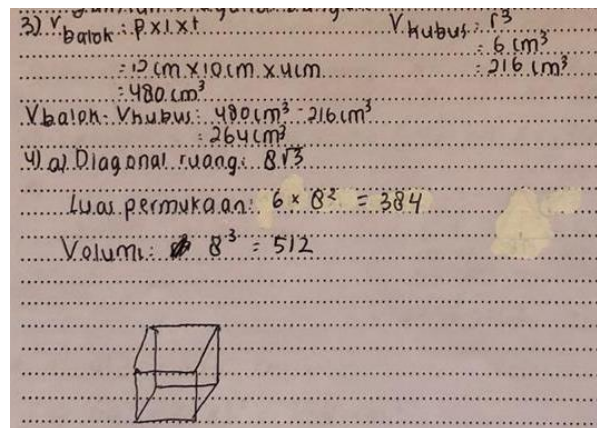 3) V balok : p x l x t
V kubus : r³
: 6 cm³
: 12 cm x 10 cm x 4 cm
: 216 cm³
: 480 cm³
V balok - V kubus : 480 cm³ - 216 cm³
: 264 cm³
4) a) Diagonal ruang : 8√3
Luas permukaan : 6 x 8² = 384
Volume : 8³ = 512